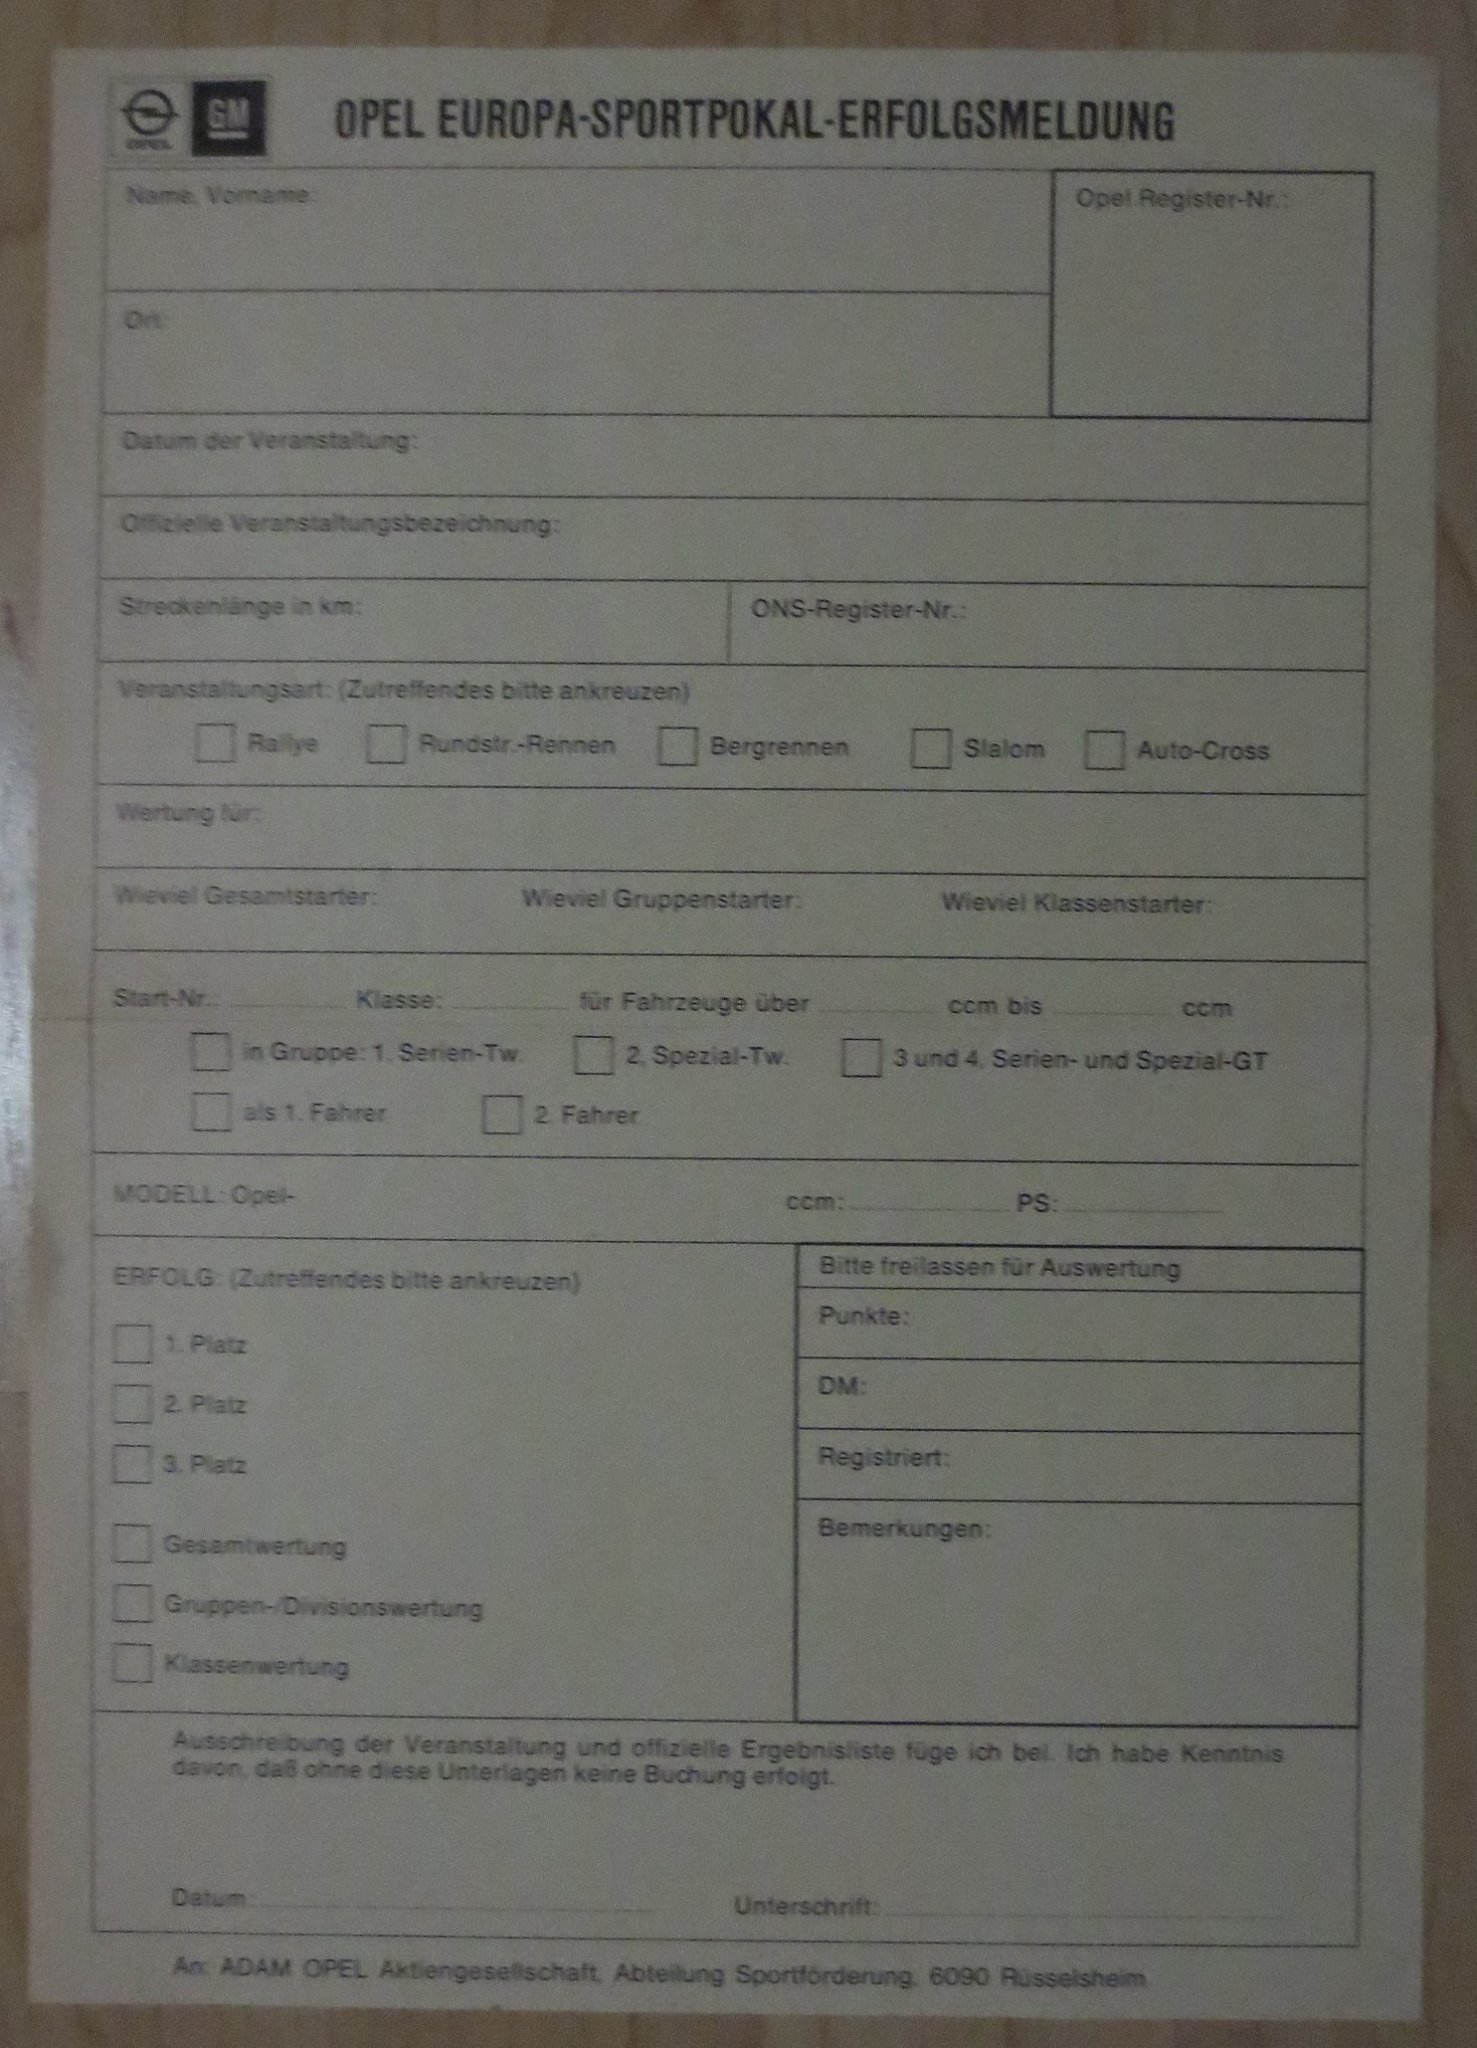 OPEL
GM
OPEL EUROPA-SPORTPOKAL-ERFOLGSMELDUNG
Name, Vorname:
Opel Register-Nr.:
Ort:
Datum der Veranstaltung:
Offizielle Veranstaltungsbezeichnung:
Streckenlänge in km:
ONS-Register-Nr.:
Veranstaltungsart: (Zutreffendes bitte ankreuzen)
Rallye Rundstr.-Rennen Bergrennen Slalom Auto-Cross
Wertung für:
Wieviel Gesamtstarter: Wieviel Gruppenstarter: Wieviel Klassenstarter:
Start-Nr.: Klasse: für Fahrzeuge über ccm bis ccm
in Gruppe: 1. Serien-Tw. 2. Spezial-Tw. 3 und 4. Serien- und Spezial-GT
als 1. Fahrer 2. Fahrer
MODELL: Opel- ccm: PS:
ERFOLG: (Zutreffendes bitte ankreuzen)
1. Platz
2. Platz
3. Platz
Gesamtwertung
Gruppen-/Divisionswertung
Klassenwertung
Bitte freilassen für Auswertung
Punkte:
DM:
Registriert:
Bemerkungen:
Ausschreibung der Veranstaltung und offizielle Ergebnisliste füge ich bei. Ich habe Kenntnis
davon, daß ohne diese Unterlagen keine Buchung erfolgt.
Datum Unterschrift:
An: ADAM OPEL Aktiengesellschaft, Abteilung Sportförderung, 6090 Rüsselsheim